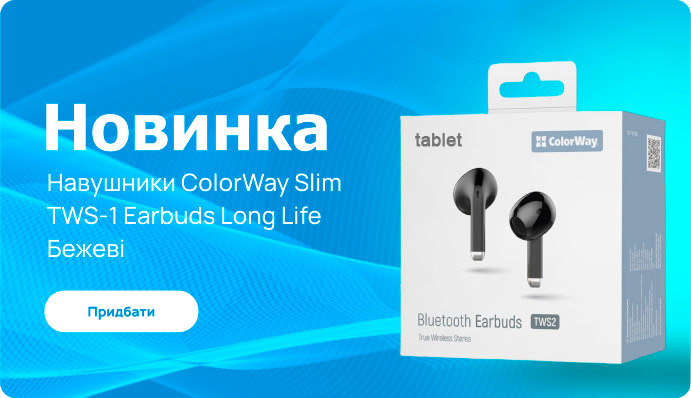 Новинка
Навушники ColorWay Slim
TWS-1 Earbuds Long Life
Бежеві
Придбати
tablet
ColorWay
Bluetooth Earbuds TWS2
True Wireless Stereo